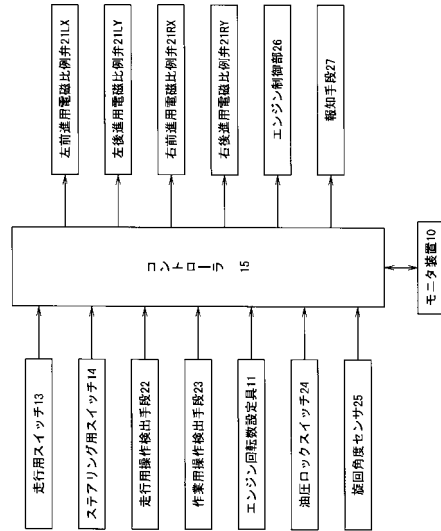 走行用スイッチ13
ステアリング用スイッチ14
走行用操作検出手段22
作業用操作検出手段23
エンジン回転数設定具11
油圧ロックスイッチ24
旋回角度センサ25
コントローラ 15
左前進用電磁比例弁21LX
左後進用電磁比例弁21LY
右前進用電磁比例弁21RX
右後進用電磁比例弁21RY
エンジン制御部26
報知手段27
モニタ装置10